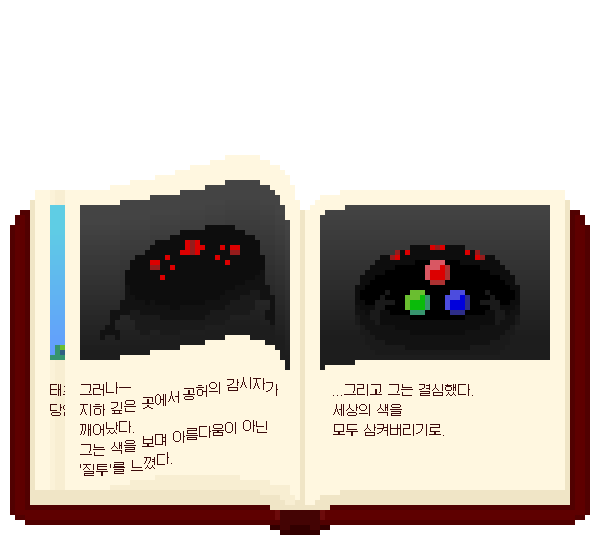 태
당
그러나ㅡ
지하 깊은 곳에서 공허의 감시자가
깨어났다.
그는 색을 보며 아름다움이 아닌
'질투'를 느꼈다.
...그리고 그는 결심했다.
세상의 색을
모두 삼켜버리기로.